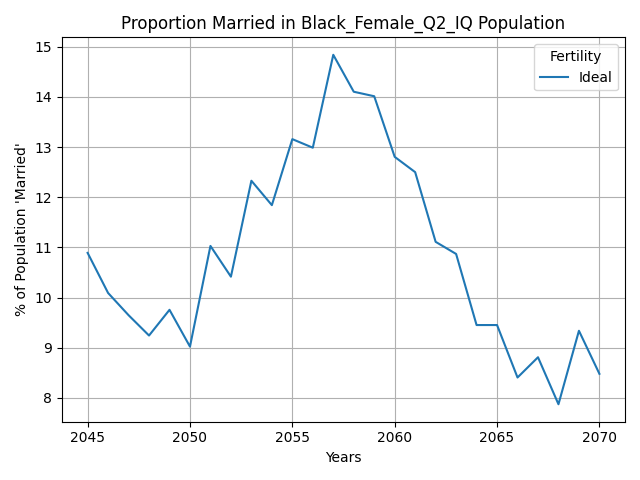 Proportion Married in Black_Female_Q2_IQ Population
Fertility
Ideal
% of Population 'Married'
15
14
13
12
11
10
9
8
2045 2050 2055 2060 2065 2070
Years